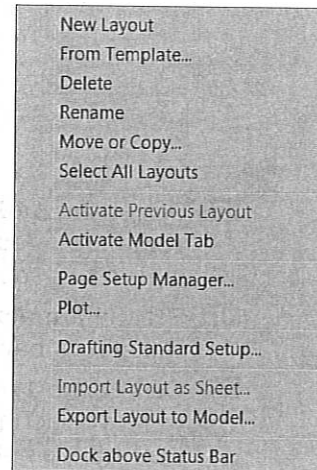 New Layout
From Template...
Delete
Rename
Move or Copy...
Select All Layouts
Activate Previous Layout
Activate Model Tab
Page Setup Manager...
Plot...
Drafting Standard Setup...
Import Layout as Sheet...
Export Layout to Model...
Dock above Status Bar